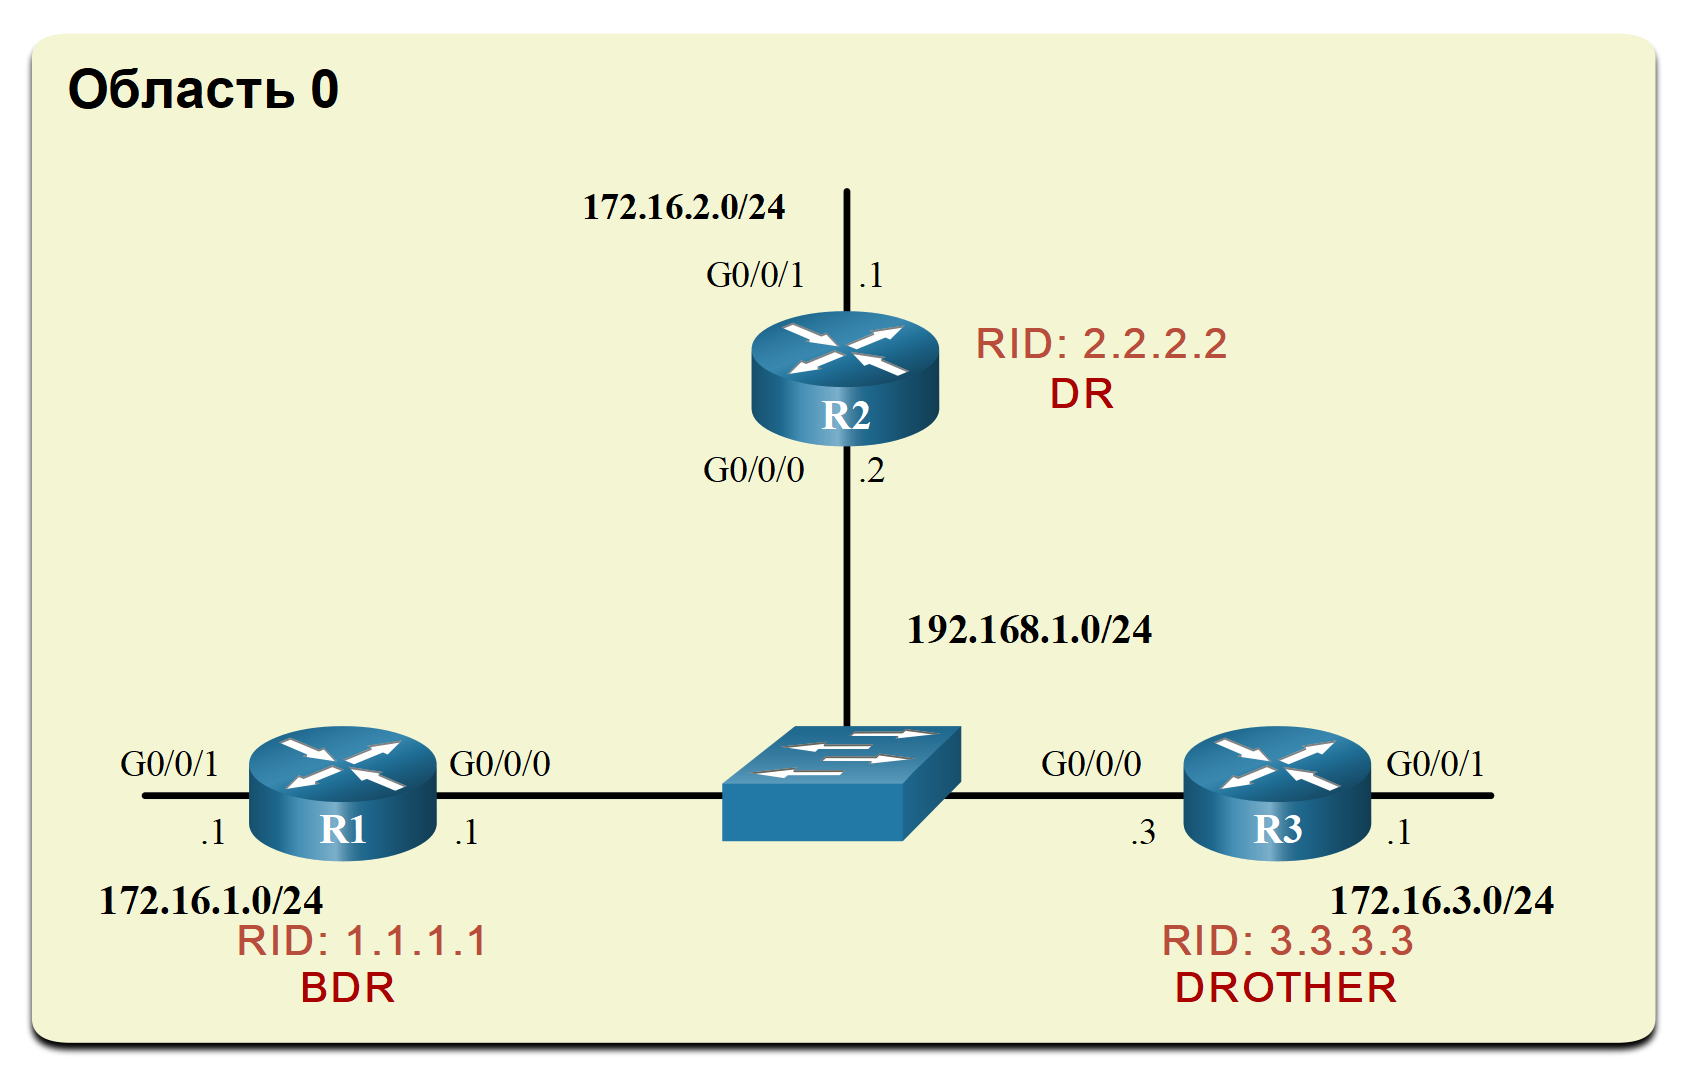 Область 0
172.16.2.0/24
G0/0/1
.1
RID: 2.2.2.2
DR
R2
G0/0/0
.2
192.168.1.0/24
G0/0/1
G0/0/0
R1
.1
.1
172.16.1.0/24
RID: 1.1.1.1
BDR
G0/0/0
G0/0/1
R3
.3
.1
172.16.3.0/24
RID: 3.3.3.3
DROTHER